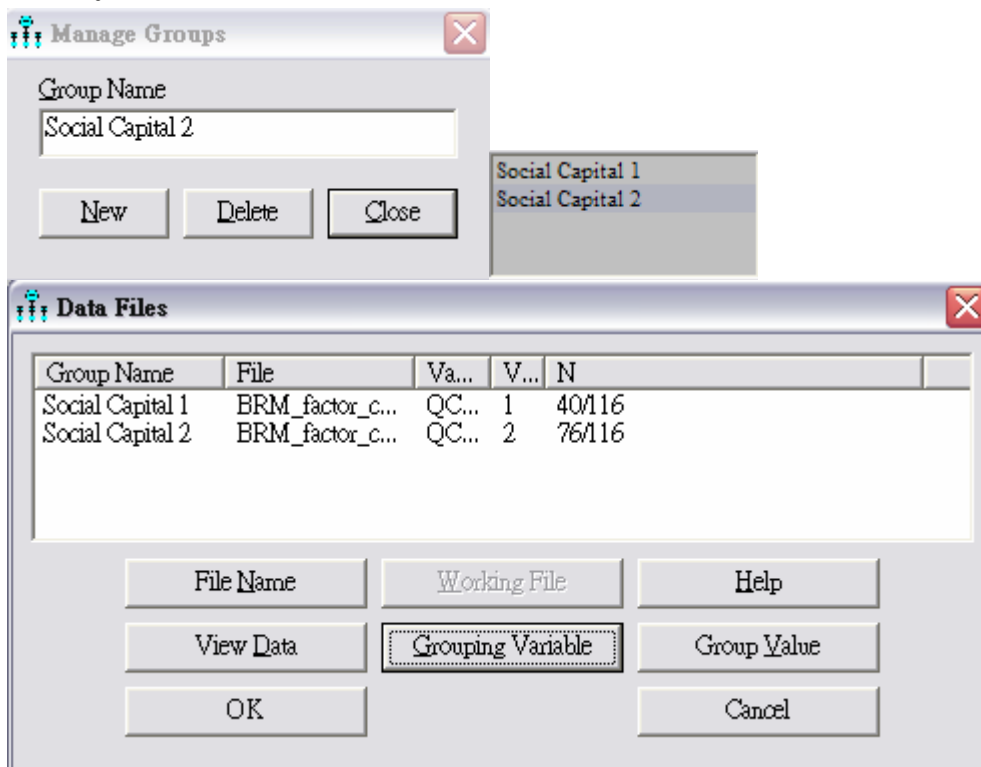 Manage Groups
Group Name
Social Capital 2
New Delete Close
Social Capital 1
Social Capital 2
Data Files
Group Name File Va... V... N
Social Capital 1 BRM_factor_c... QC... 1 40/116
Social Capital 2 BRM_factor_c... QC... 2 76/116
File Name Working File Help
View Data Grouping Variable Group Value
OK Cancel